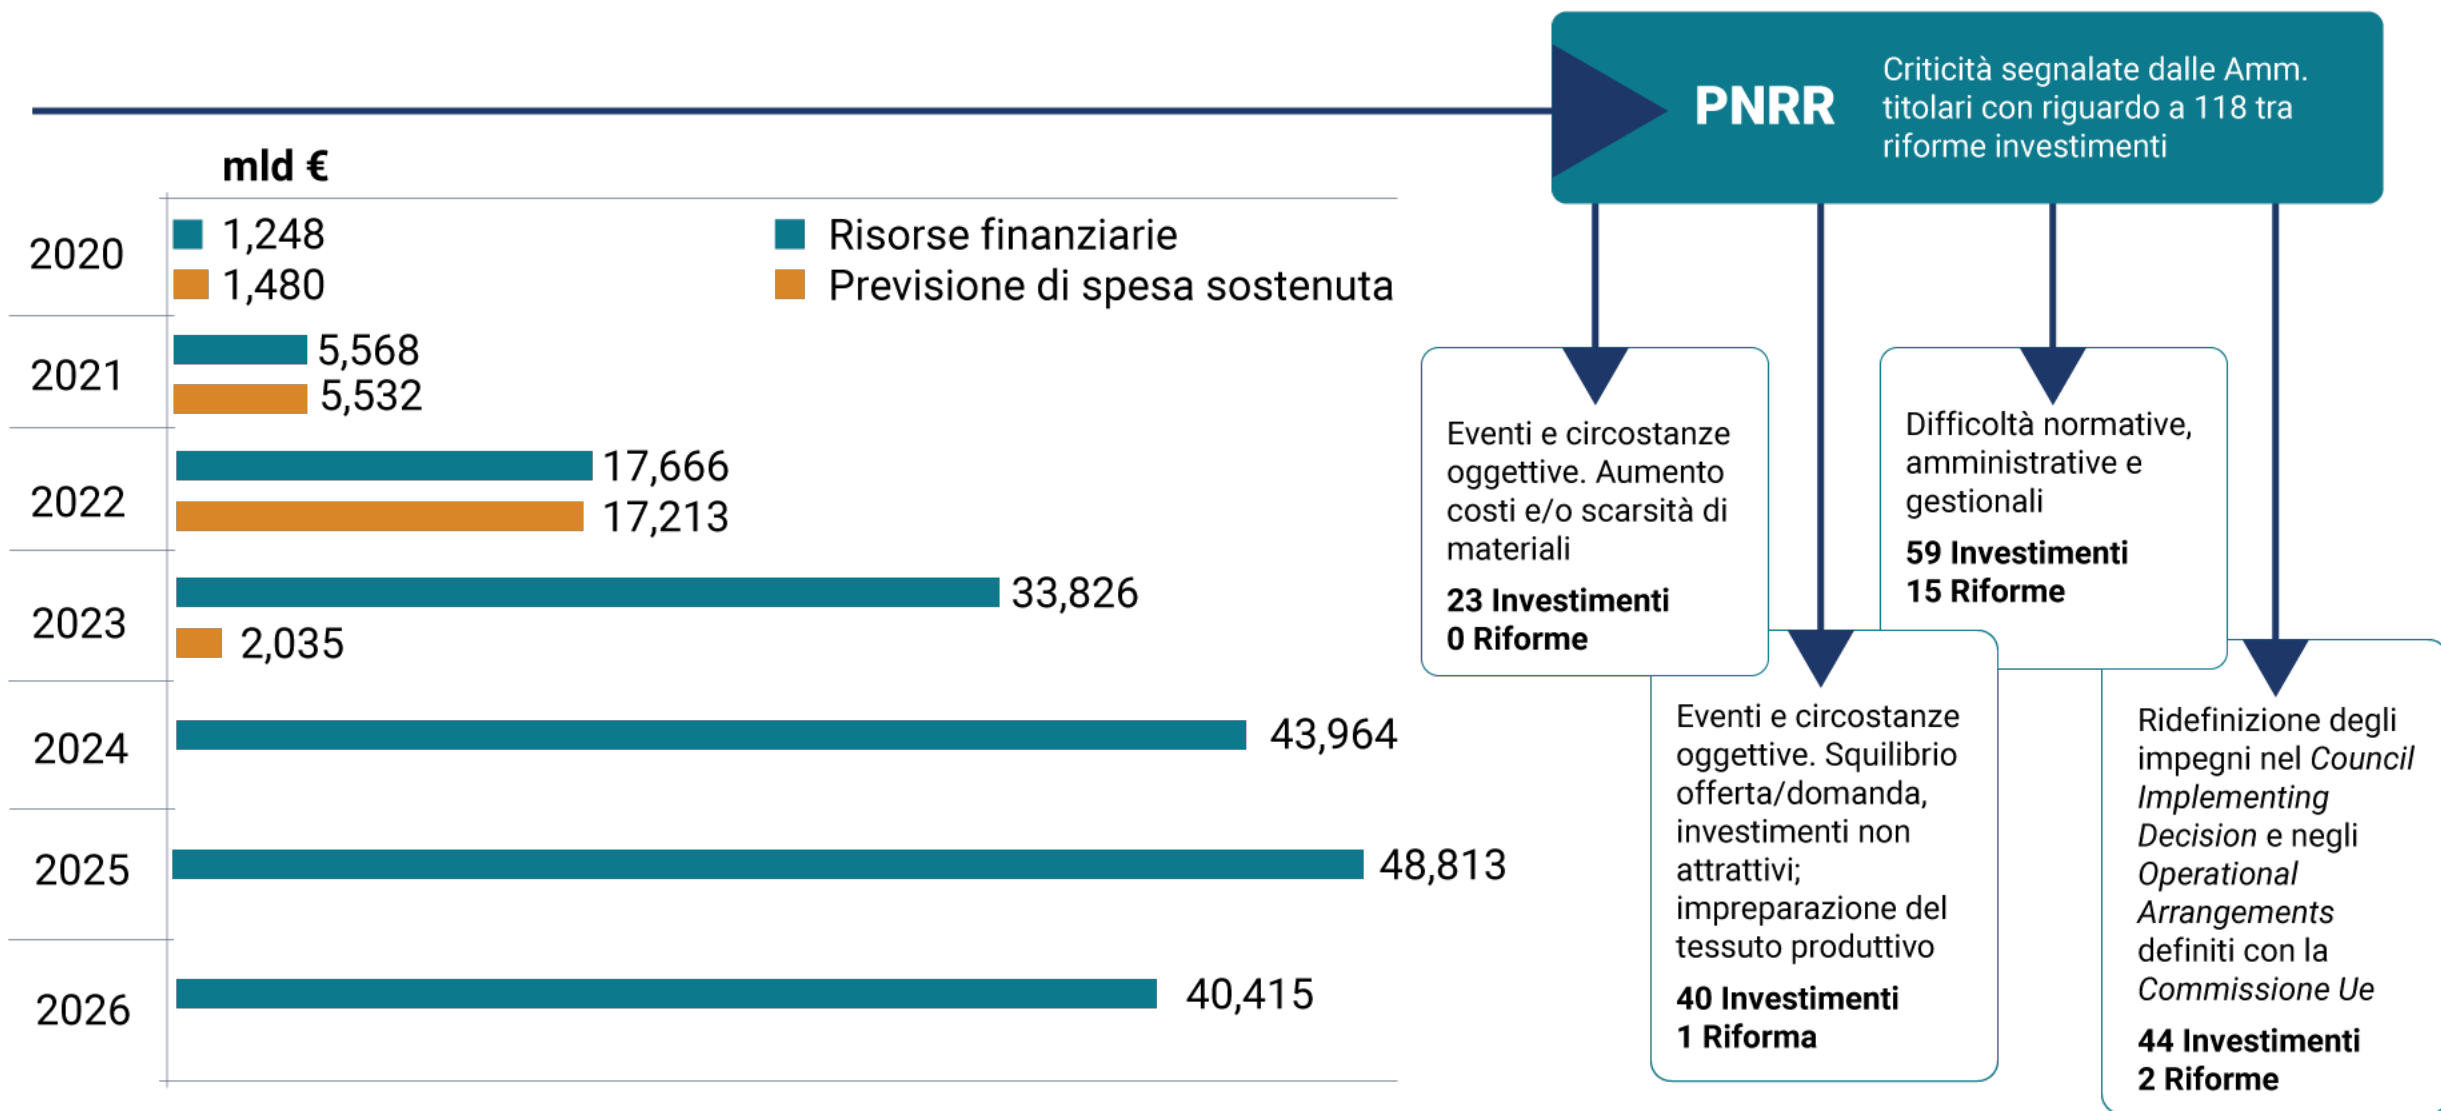 PNRR
Criticità segnalate dalle Amm.
titolari con riguardo a 118 tra
riforme investimenti
mld €
Risorse finanziarie
Previsione di spesa sostenuta
2020
1,248
1,480
2021
5,568
5,532
2022
17,666
17,213
2023
33,826
2,035
2024
43,964
2025
48,813
2026
40,415
Eventi e circostanze
oggettive. Aumento
costi e/o scarsità di
materiali
23 Investimenti
0 Riforme
Eventi e circostanze
oggettive. Squilibrio
offerta/domanda,
investimenti non
attrattivi;
impreparazione del
tessuto produttivo
40 Investimenti
1 Riforma
Difficoltà normative,
amministrative e
gestionali
59 Investimenti
15 Riforme
Ridefinizione degli
impegni nel Council
Implementing
Decision e negli
Operational
Arrangements
definiti con la
Commissione Ue
44 Investimenti
2 Riforme